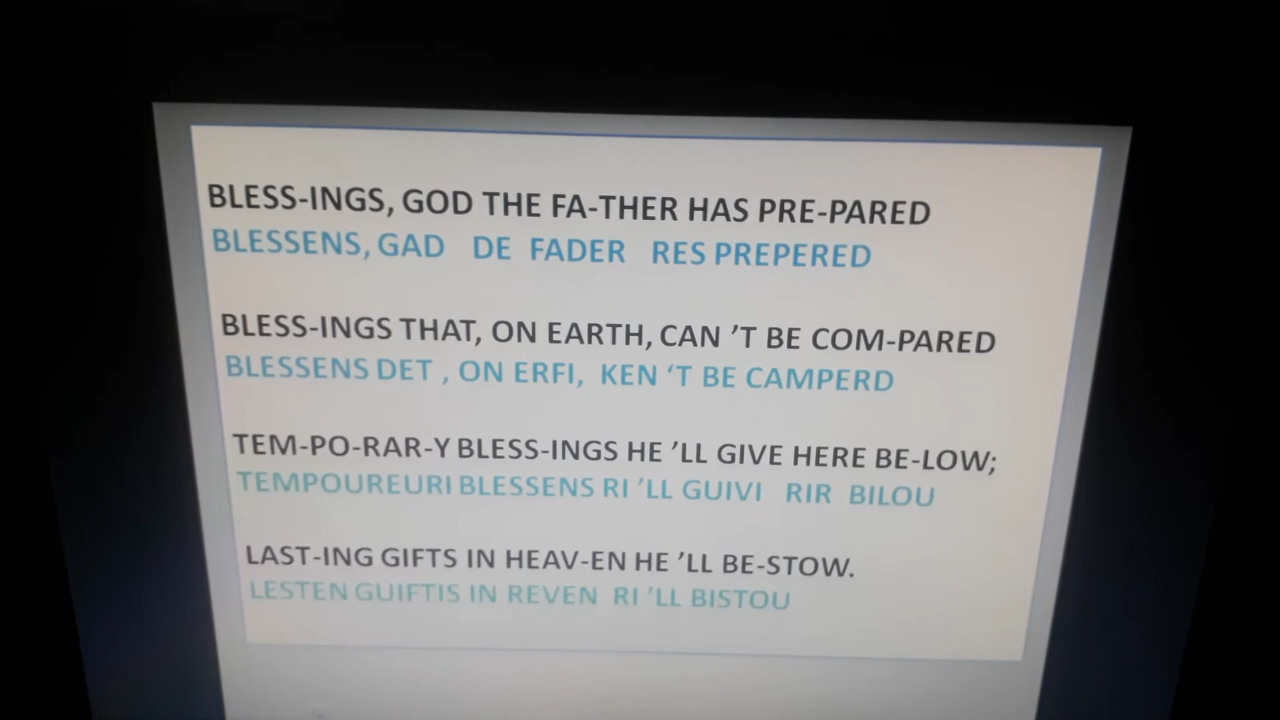 BLESS-INGS, GOD THE FA-THER HAS PRE-PARED
BLESSENS, GAD DE FADER RES PREPERED
BLESS-INGS THAT, ON EARTH, CAN ’T BE COM-PARED
BLESSENS DET , ON ERFI, KEN ‘T BE CAMPERD
TEM-PO-RAR-Y BLESS-INGS HE ’LL GIVE HERE BE-LOW;
TEMPOUREURI BLESSENS RI ’LL GUIVI RIR BILOU
LAST-ING GIFTS IN HEAV-EN HE ’LL BE-STOW.
LESTEN GUIFTIS IN REVEN RI ’LL BISTOU